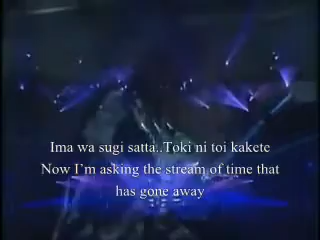 Ima wa sugi satta..Toki ni toi kakete
Now I'm asking the stream of time that
has gone away